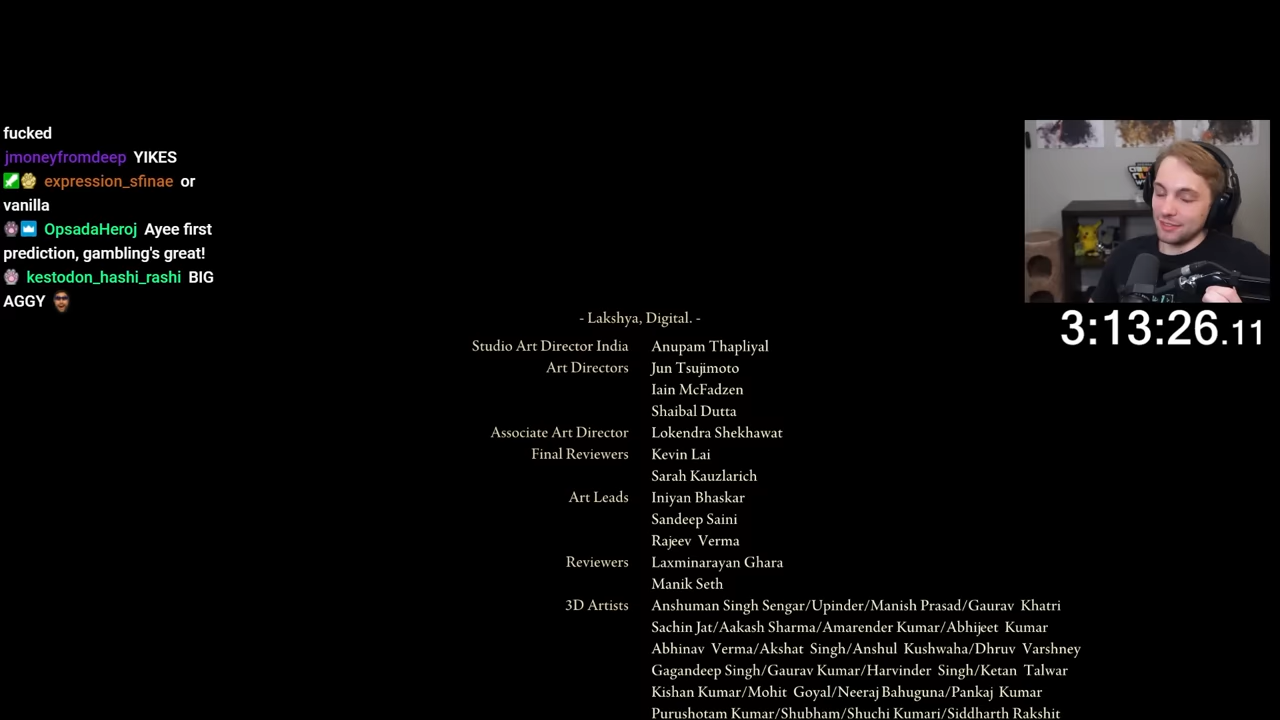 fucked
jmoneyfromdeep YIKES
expression_sfinae or
vanilla
OpsadaHeroj Ayee first
prediction, gambling's great!
kestodon_hashi_rashi BIG
AGGY
3:13:26.11
- Lakshya, Digital. -
Studio Art Director India Anupam Thapliyal
Art Directors Jun Tsujimoto
Iain McFadzen
Shaibal Dutta
Associate Art Director Lokendra Shekhawat
Final Reviewers Kevin Lai
Sarah Kauzlarich
Art Leads Iniyan Bhaskar
Sandeep Saini
Rajeev Verma
Reviewers Laxminarayan Ghara
Manik Seth
3D Artists Anshuman Singh Sengar/Upinder/Manish Prasad/Gaurav Khatri
Sachin Jat/Aakash Sharma/Amarender Kumar/Abhijeet Kumar
Abhinav Verma/Akshat Singh/Anshul Kushwaha/Dhruv Varshney
Gagandeep Singh/Gaurav Kumar/Harvinder Singh/Ketan Talwar
Kishan Kumar/Mohit Goyal/Neeraj Bahuguna/Pankaj Kumar
Purushotam Kumar/Shubham/Shuchi Kumari/Siddharth Rakshit